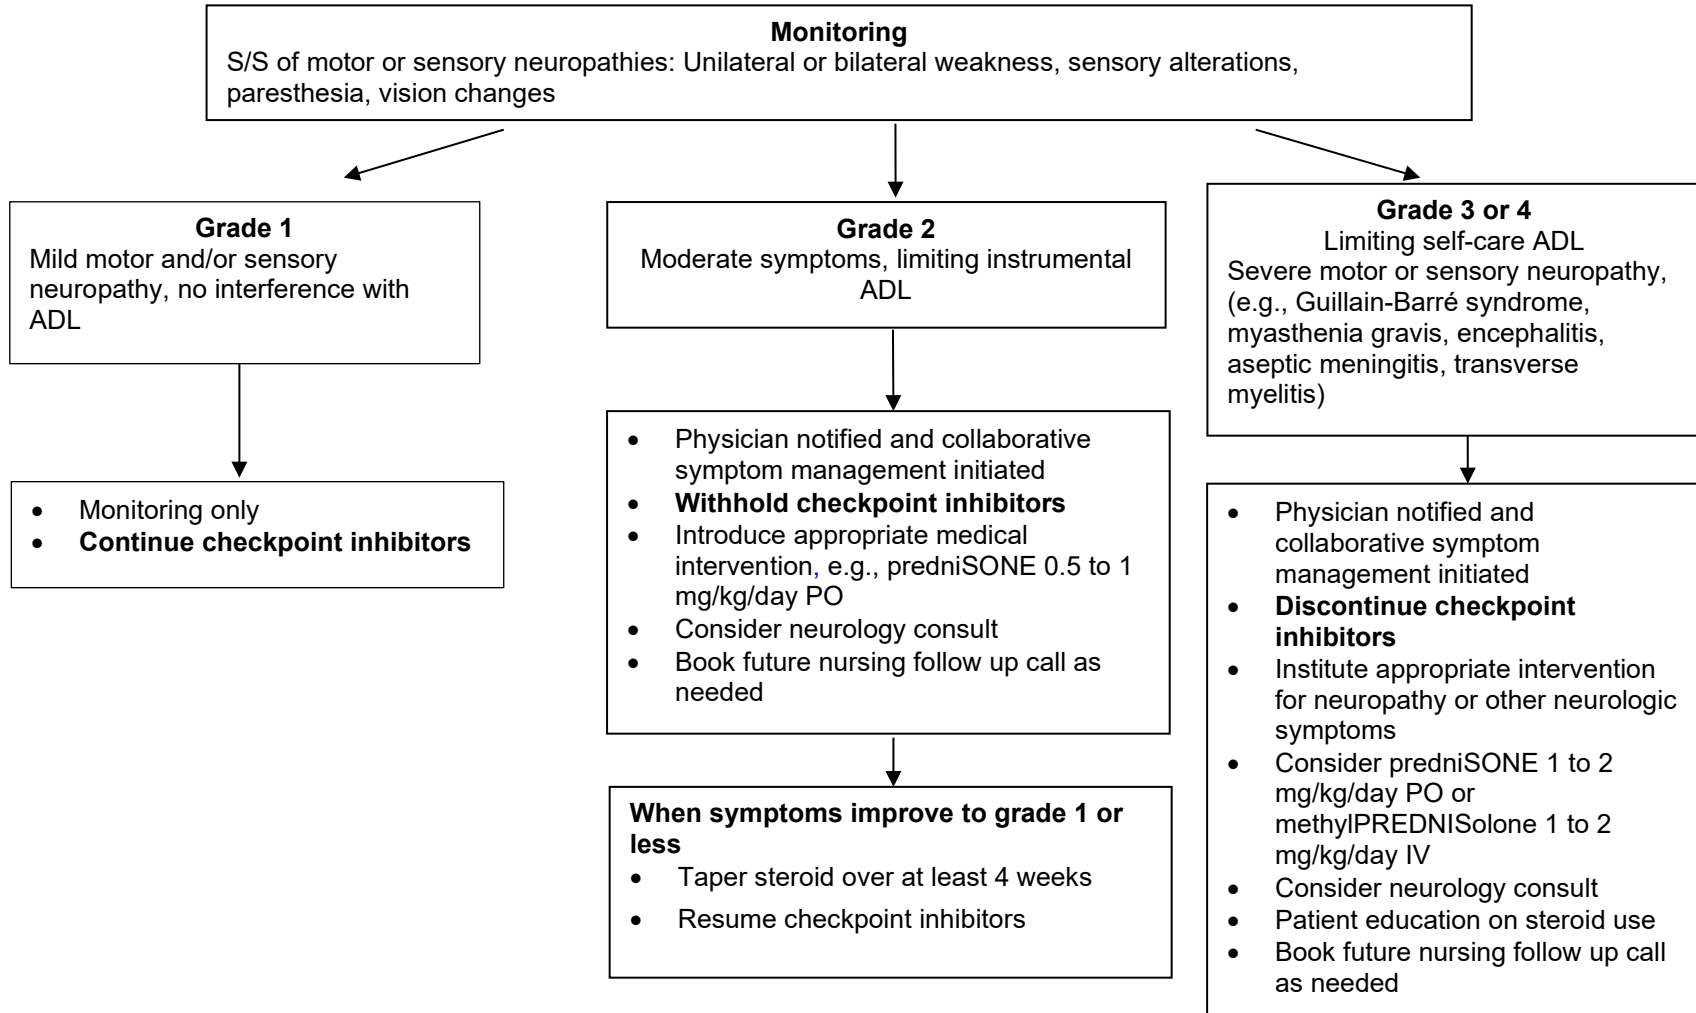 Monitoring
S/S of motor or sensory neuropathies: Unilateral or bilateral weakness, sensory alterations,
paresthesia, vision changes
Grade 1
Mild motor and/or sensory
neuropathy, no interference with
ADL
• Monitoring only
• Continue checkpoint inhibitors
Grade 2
Moderate symptoms, limiting instrumental
ADL
• Physician notified and collaborative
symptom management initiated
• Withhold checkpoint inhibitors
• Introduce appropriate medical
intervention, e.g., predniSONE 0.5 to 1
mg/kg/day PO
• Consider neurology consult
• Book future nursing follow up call as
needed
When symptoms improve to grade 1 or
less
• Taper steroid over at least 4 weeks
• Resume checkpoint inhibitors
Grade 3 or 4
Limiting self-care ADL
Severe motor or sensory neuropathy,
(e.g., Guillain-Barré syndrome,
myasthenia gravis, encephalitis,
aseptic meningitis, transverse
myelitis)
• Physician notified and
collaborative symptom
management initiated
• Discontinue checkpoint
inhibitors
• Institute appropriate intervention
for neuropathy or other neurologic
symptoms
• Consider predniSONE 1 to 2
mg/kg/day PO or
methylPREDNISolone 1 to 2
mg/kg/day IV
• Consider neurology consult
• Patient education on steroid use
• Book future nursing follow up call
as needed